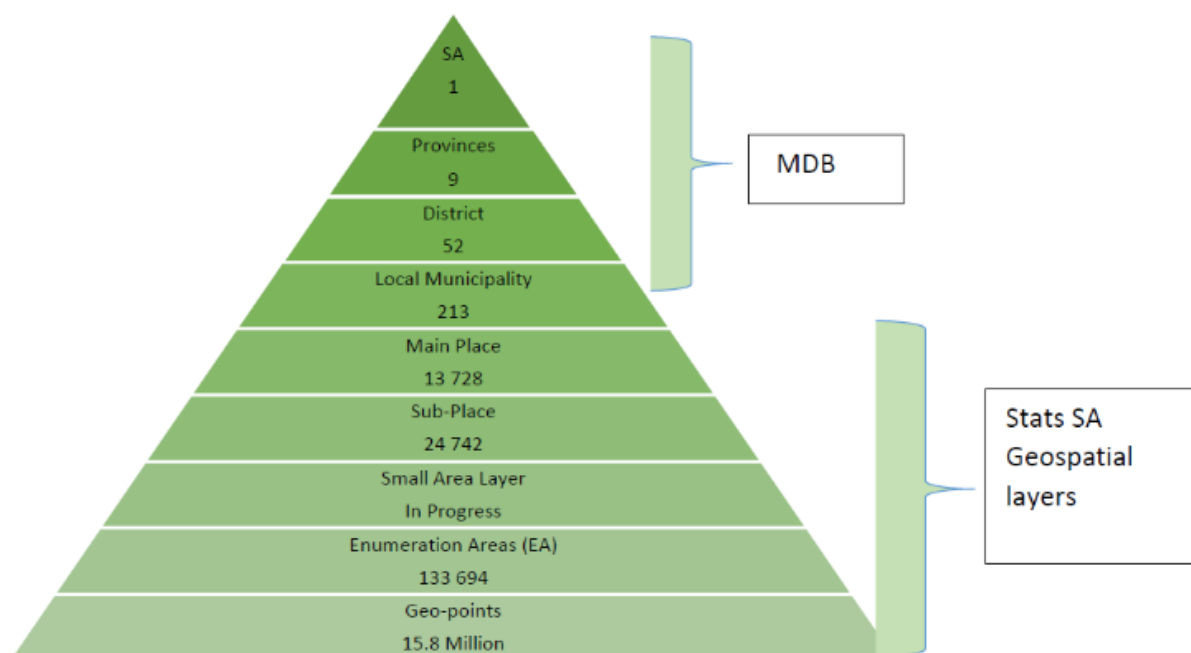 SA
1
Provinces
9
District
52
Local Municipality
213
Main Place
13 728
Sub-Place
24 742
Small Area Layer
In Progress
Enumeration Areas (EA)
133 694
Geo-points
15.8 Million
MDB
Stats SA
Geospatial
layers